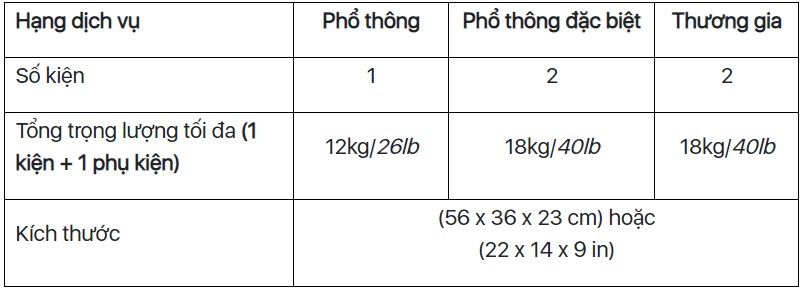 Hạng dịch vụ Phổ thông Phổ thông đặc biệt Thương gia
Số kiện 1 2 2
Tổng trọng lượng tối đa (1
kiện + 1 phụ kiện) 12kg/26lb 18kg/40lb 18kg/40lb
Kích thước
(56 x 36 x 23 cm) hoặc
(22 x 14 x 9 in)